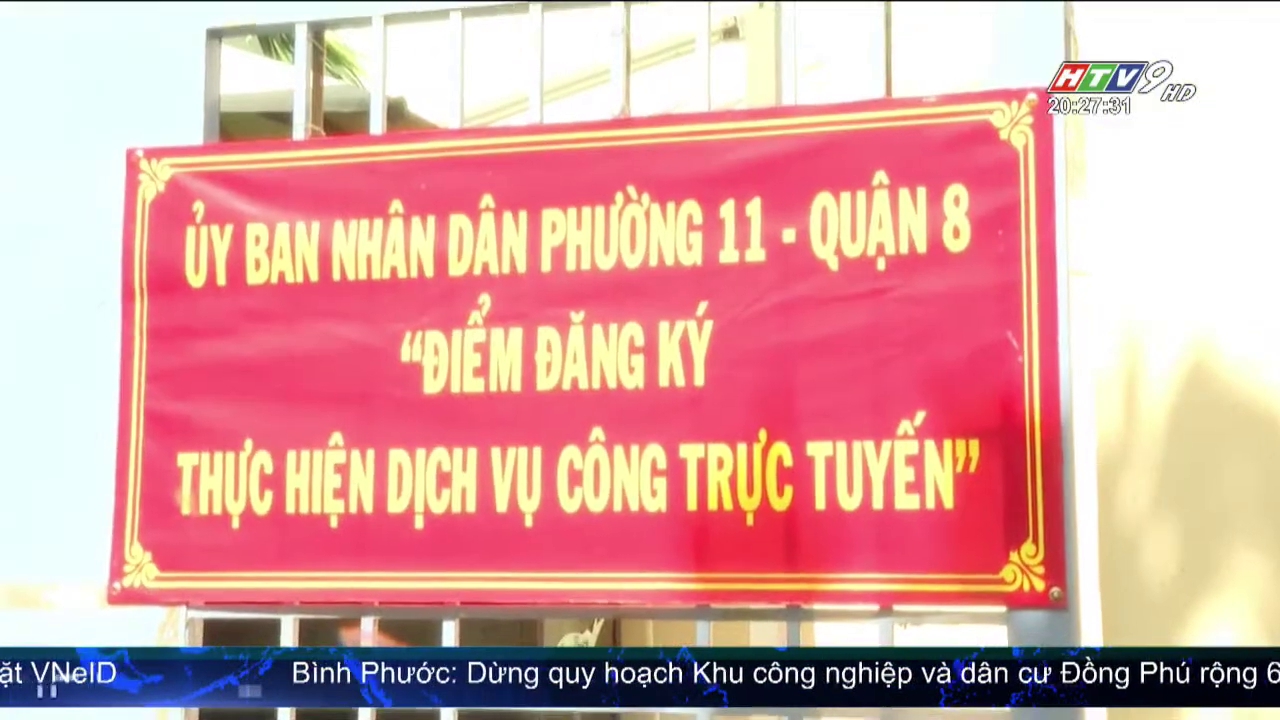 HTV9 HD
20:27:31
ỦY BAN NHÂN DÂN PHƯỜNG 11 - QUẬN 8
“ĐIỂM ĐĂNG KÝ
THỰC HIỆN DỊCH VỤ CÔNG TRỰC TUYẾN”
ặt VNeID Bình Phước: Dừng quy hoạch Khu công nghiệp và dân cư Đồng Phú rộng 6